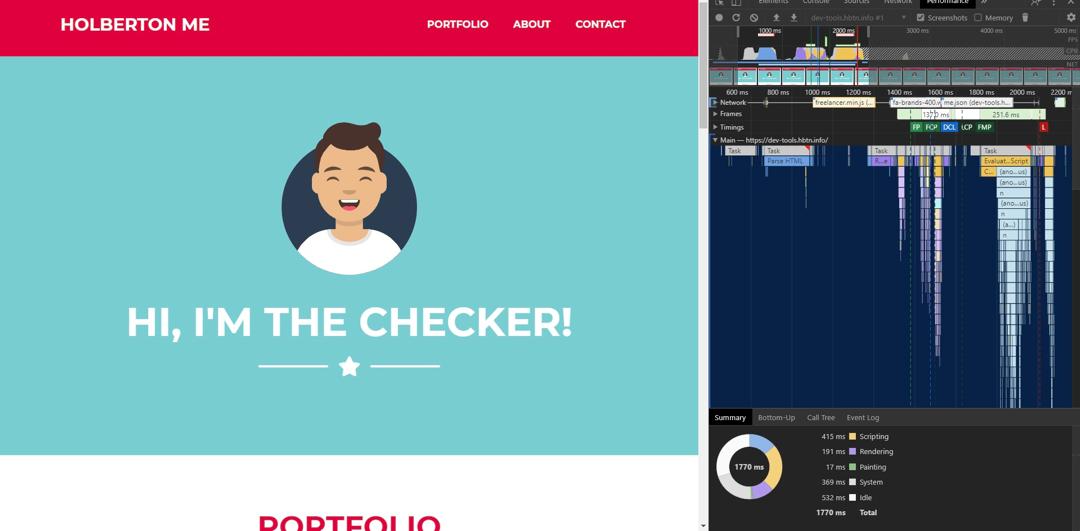 HOLBERTON ME
PORTFOLIO ABOUT CONTACT
HI, I'M THE CHECKER!
PORTFOLIO
Elements Console Sources Network Performance
dev-tools.hbtn.info #1 Screenshots Memory
1000 ms 2000 ms 3000 ms 4000 ms 5000 ms
FPS
CPU
NET
600 ms 800 ms 1000 ms 1200 ms 1400 ms 1600 ms 1800 ms 2000 ms 2200 m
Network freelancer.min.js (... fa-brands-400.w me.json (dev-tools.h...
Frames 251.6 ms
Timings FP FCP DCL LCP FMP L
Main — https://dev-tools.hbtn.info/
Task Task Task Task
Parse HTML R...e Evaluat...Script
C... (ano...us)
(ano...us)
n
(ano...us)
n
(a...)
n
Summary Bottom-Up Call Tree Event Log
1770 ms
415 ms Scripting
191 ms Rendering
17 ms Painting
369 ms System
532 ms Idle
1770 ms Total